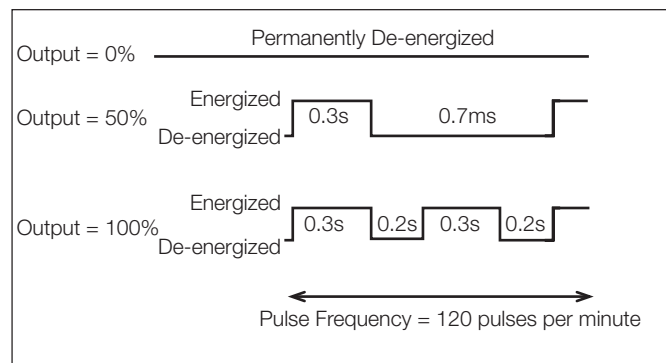 Permanently De-energized
Output = 0%
Energized
Output = 50%
0.3s 0.7ms
De-energized
Energized
Output = 100%
0.3s 0.2s 0.3s 0.2s
De-energized
Pulse Frequency = 120 pulses per minute